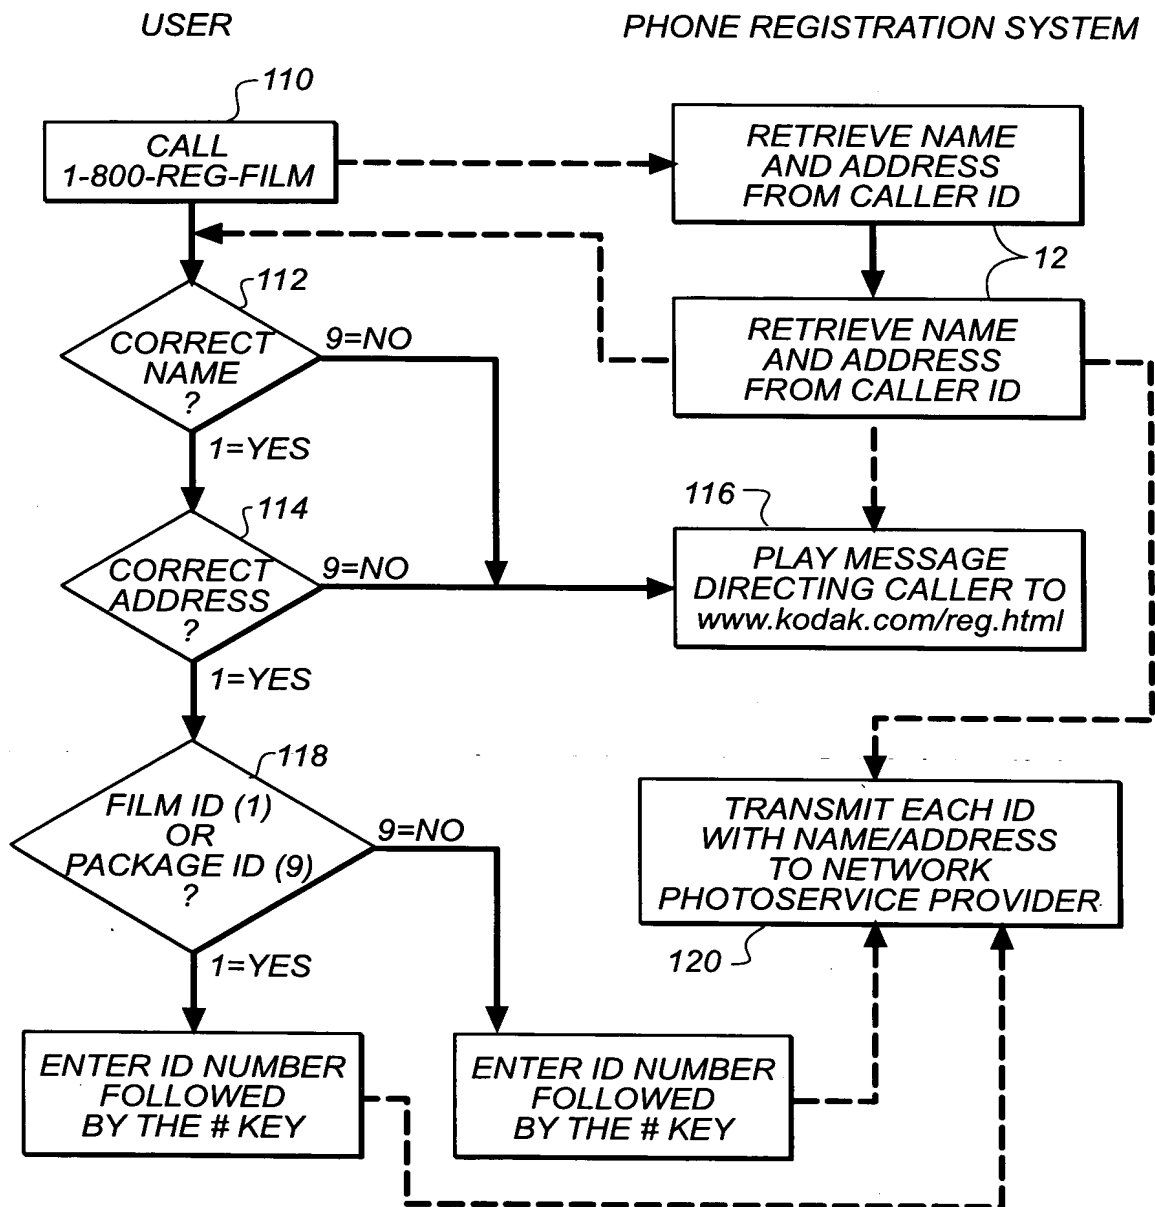 USER
PHONE REGISTRATION SYSTEM
110
CALL
1-800-REG-FILM
RETRIEVE NAME
AND ADDRESS
FROM CALLER ID
12
112
CORRECT
NAME
?
9=NO
1=YES
RETRIEVE NAME
AND ADDRESS
FROM CALLER ID
114
CORRECT
ADDRESS
?
9=NO
1=YES
116
PLAY MESSAGE
DIRECTING CALLER TO
www.kodak.com/reg.html
118
FILM ID (1)
OR
PACKAGE ID (9)
?
9=NO
1=YES
TRANSMIT EACH ID
WITH NAME/ADDRESS
TO NETWORK
PHOTOSERVICE PROVIDER
120
ENTER ID NUMBER
FOLLOWED
BY THE # KEY
ENTER ID NUMBER
FOLLOWED
BY THE # KEY